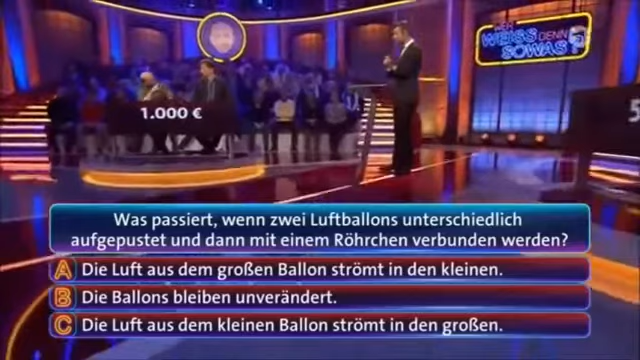 WER
WEISS DENN
SOWAS
1.000 €
5
Was passiert, wenn zwei Luftballons unterschiedlich
aufgepustet und dann mit einem Röhrchen verbunden werden?
A Die Luft aus dem großen Ballon strömt in den kleinen.
B Die Ballons bleiben unverändert.
C Die Luft aus dem kleinen Ballon strömt in den großen.